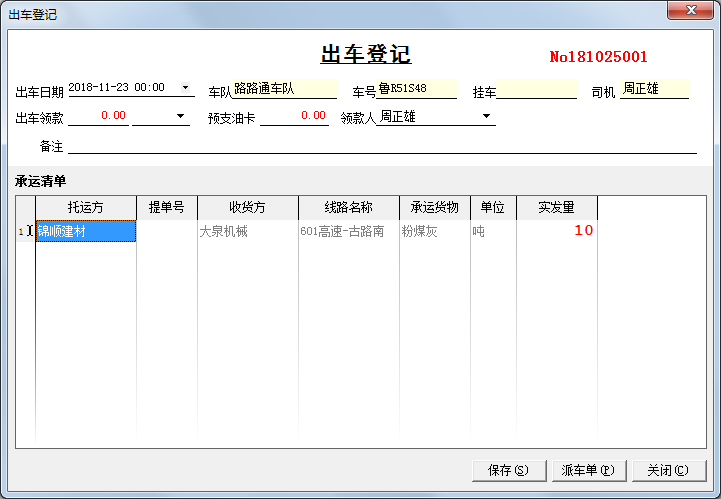 出车登记
出车登记 No181025001
出车日期 2018-11-23 00:00 车队 路路通车队 车号 鲁R51S48 挂车 司机 周正雄
出车领款 0.00 预支油卡 0.00 领款人 周正雄
备注
承运清单
托运方 提单号 收货方 线路名称 承运货物 单位 实发量
1 锦顺建材 大泉机械 601高速-古路南 粉煤灰 吨 10
保存(S) 派车单(P) 关闭(C)